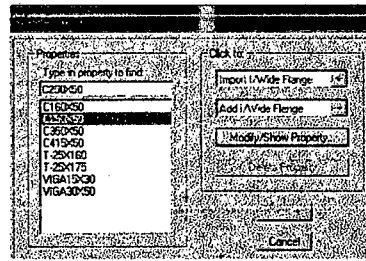 Properties
Type in property to find
C250X50
C160X50
C350X50
C415X50
T-25X160
T-25X175
VIGA15X30
VIGA30X50
Click to:
Import I/Wide Flange
Add I/Wide Flange
Modify/Show Property...
Cancel